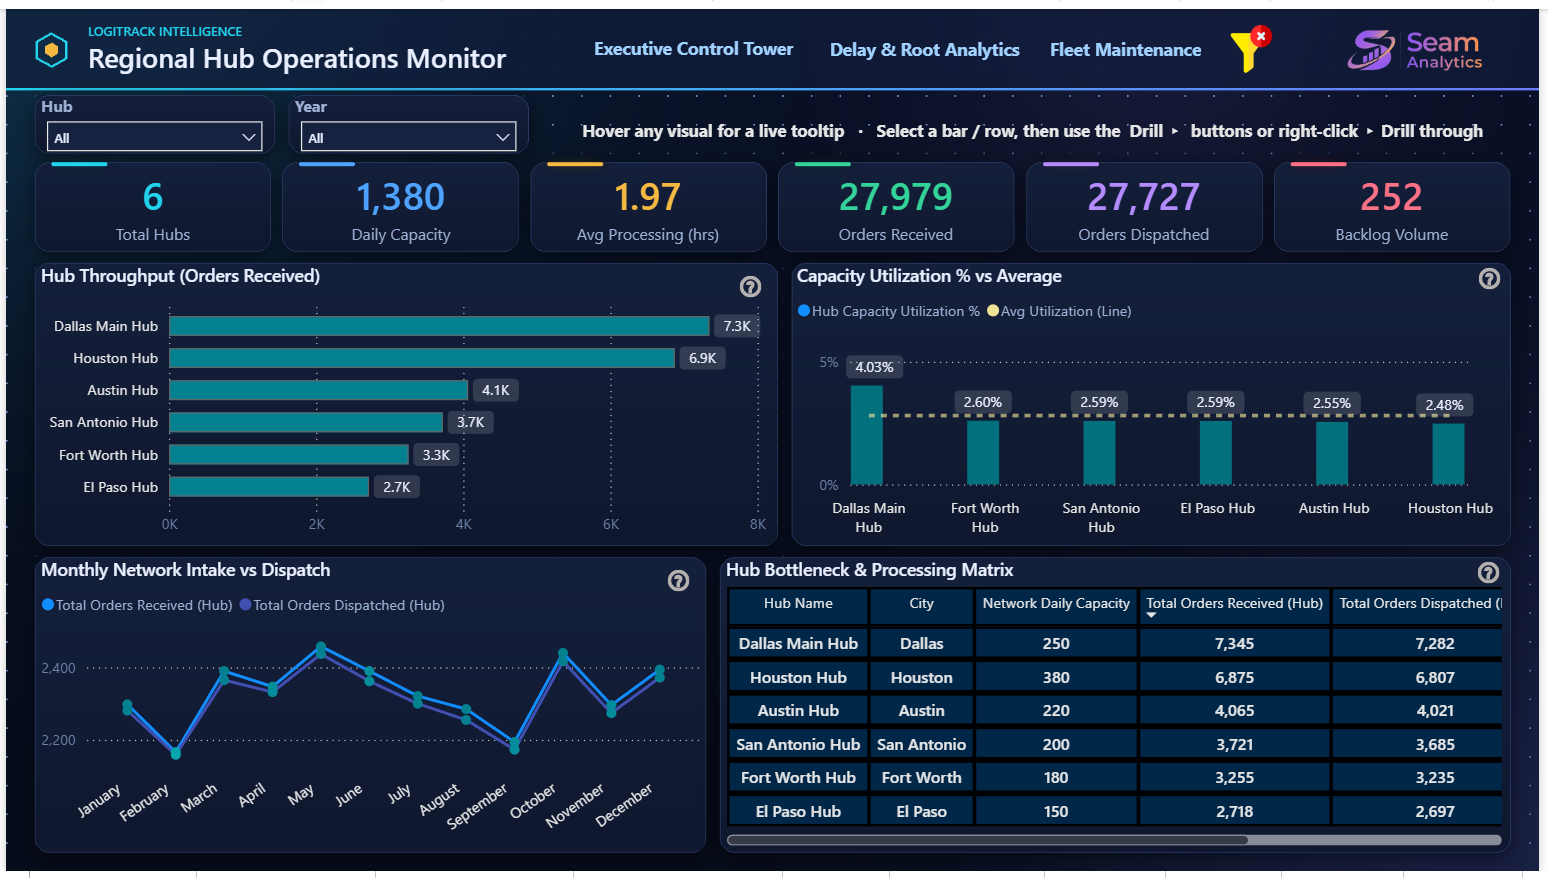 LOGITRACK INTELLIGENCE
Regional Hub Operations Monitor
Executive Control Tower
Delay & Root Analytics
Fleet Maintenance
Seam
Analytics
Hub
All
Year
All
Hover any visual for a live tooltip · Select a bar / row, then use the Drill ▸ buttons or right-click ▸ Drill through
6
Total Hubs
1,380
Daily Capacity
1.97
Avg Processing (hrs)
27,979
Orders Received
27,727
Orders Dispatched
252
Backlog Volume
Hub Throughput (Orders Received)
?
Dallas Main Hub 7.3K
Houston Hub 6.9K
Austin Hub 4.1K
San Antonio Hub 3.7K
Fort Worth Hub 3.3K
El Paso Hub 2.7K
0K 2K 4K 6K 8K
Capacity Utilization % vs Average
?
Hub Capacity Utilization % Avg Utilization (Line)
5%
4.03% 2.60% 2.59% 2.59% 2.55% 2.48%
0%
Dallas Main Hub
Fort Worth Hub
San Antonio Hub
El Paso Hub
Austin Hub
Houston Hub
Monthly Network Intake vs Dispatch
?
Total Orders Received (Hub) Total Orders Dispatched (Hub)
2,400
2,200
January February March April May June July August September October November December
Hub Bottleneck & Processing Matrix
?
Hub Name City Network Daily Capacity Total Orders Received (Hub) Total Orders Dispatched (
Dallas Main Hub Dallas 250 7,345 7,282
Houston Hub Houston 380 6,875 6,807
Austin Hub Austin 220 4,065 4,021
San Antonio Hub San Antonio 200 3,721 3,685
Fort Worth Hub Fort Worth 180 3,255 3,235
El Paso Hub El Paso 150 2,718 2,697